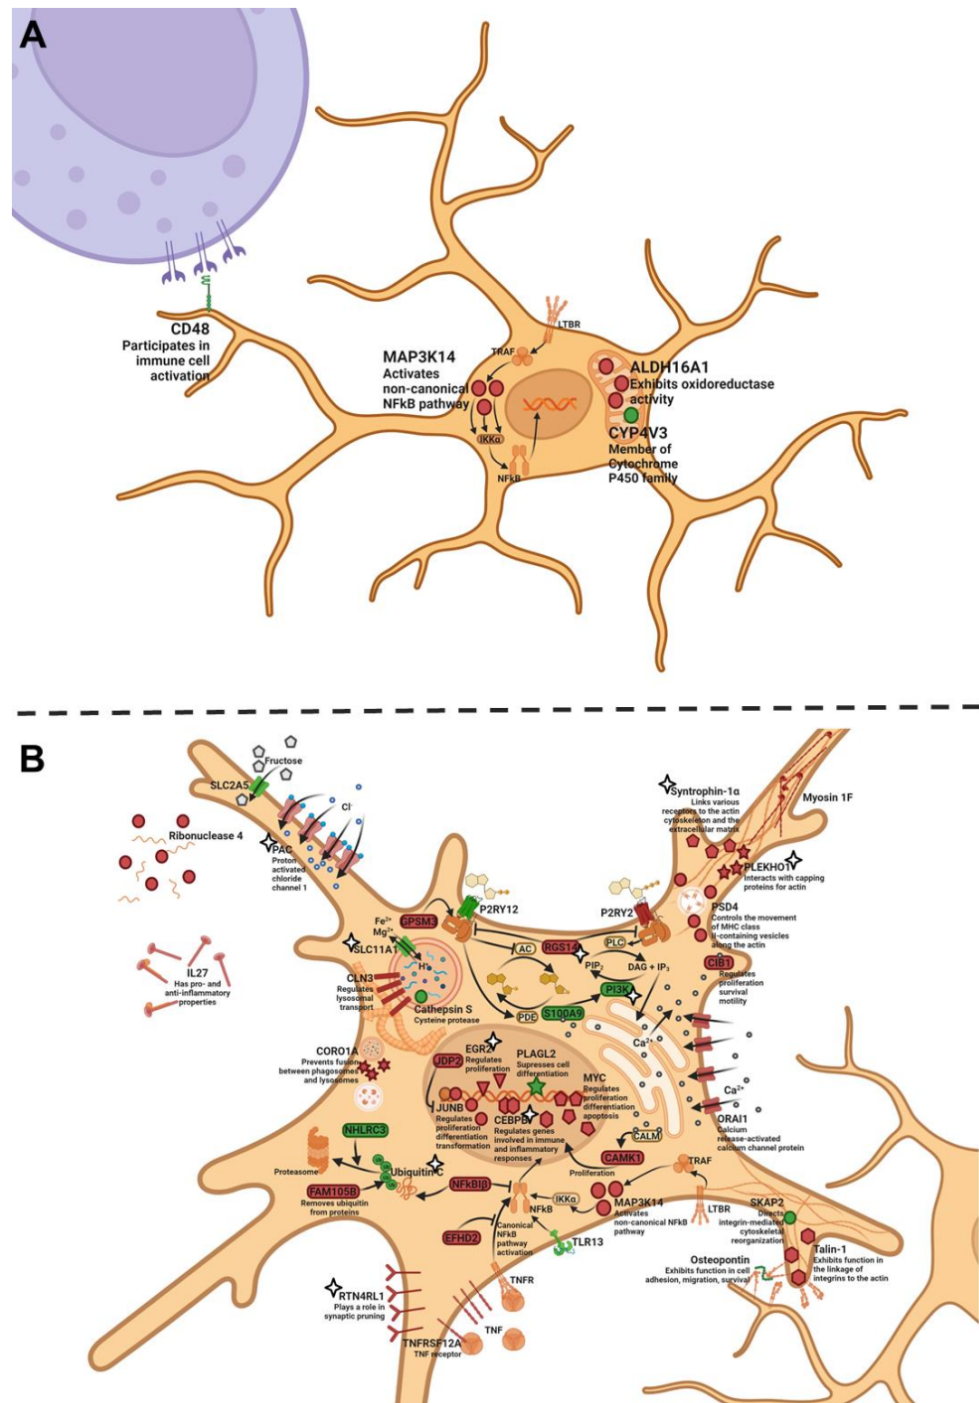 A
CD48
Participates in
immune cell
activation
LTBR
TRAF
MAP3K14
Activates
non-canonical
NFkB pathway
IKKα
NFkB
ALDH16A1
Exhibits oxidoreductase
activity
CYP4V3
Member of
Cytochrome
P450 family
B
Fructose
SLC2A5
Cl-
Ribonuclease 4
PAC
Proton
activated
chloride
channel 1
Syntrophin-1α
Links various
receptors to the actin
cytoskeleton and the
extracellular matrix
Myosin 1F
PLEKHO1
Interacts with capping
proteins for actin
P2RY12
P2RY2
PSD4
Controls the movement
of MHC class
II-containing vesicles
along the actin
Fe²⁺
Mg²⁺
GPSM3
SLC11A1
H⁺
AC
RGS14
PLC
PIP₂
DAG + IP₃
CIB1
Regulates
proliferation
survival
motility
IL27
Has pro- and
anti-inflammatory
properties
CLN3
Regulates
lysosomal
transport
Cathepsin S
Cysteine protease
PI3K
PDE
S100A9
Ca²⁺
CORO1A
Prevents fusion
between phagosomes
and lysosomes
JDP2
EGR2
Regulates
proliferation
PLAGL2
Supresses cell
differentiation
MYC
Regulates
proliferation
differentiation
apoptosis
JUNB
Regulates
proliferation
differentiation
transformation
CEBPB
Regulates genes
involved in immune
and inflammatory
responses
Ca²⁺
ORAI1
Calcium
release-activated
calcium channel protein
NHLRC3
CALM
CAMK1
Proliferation
Proteasome
Ubiquitin C
TRAF
FAM105B
Removes ubiquitin
from proteins
NFkBIβ
NFkB
IKKα
MAP3K14
Activates
non-canonical NFkB
pathway
LTBR
SKAP2
Directs
integrin-mediated
cytoskeletal
reorganization
EFHD2
Canonical
NFkB
pathway
activation
TLR13
Talin-1
Exhibits function in
the linkage of
integrins to the actin
Osteopontin
Exhibits function in cell
adhesion, migration, survival
TNFR
RTN4RL1
Plays a role in
synaptic pruning
TNF
TNFRSF12A
TNF receptor